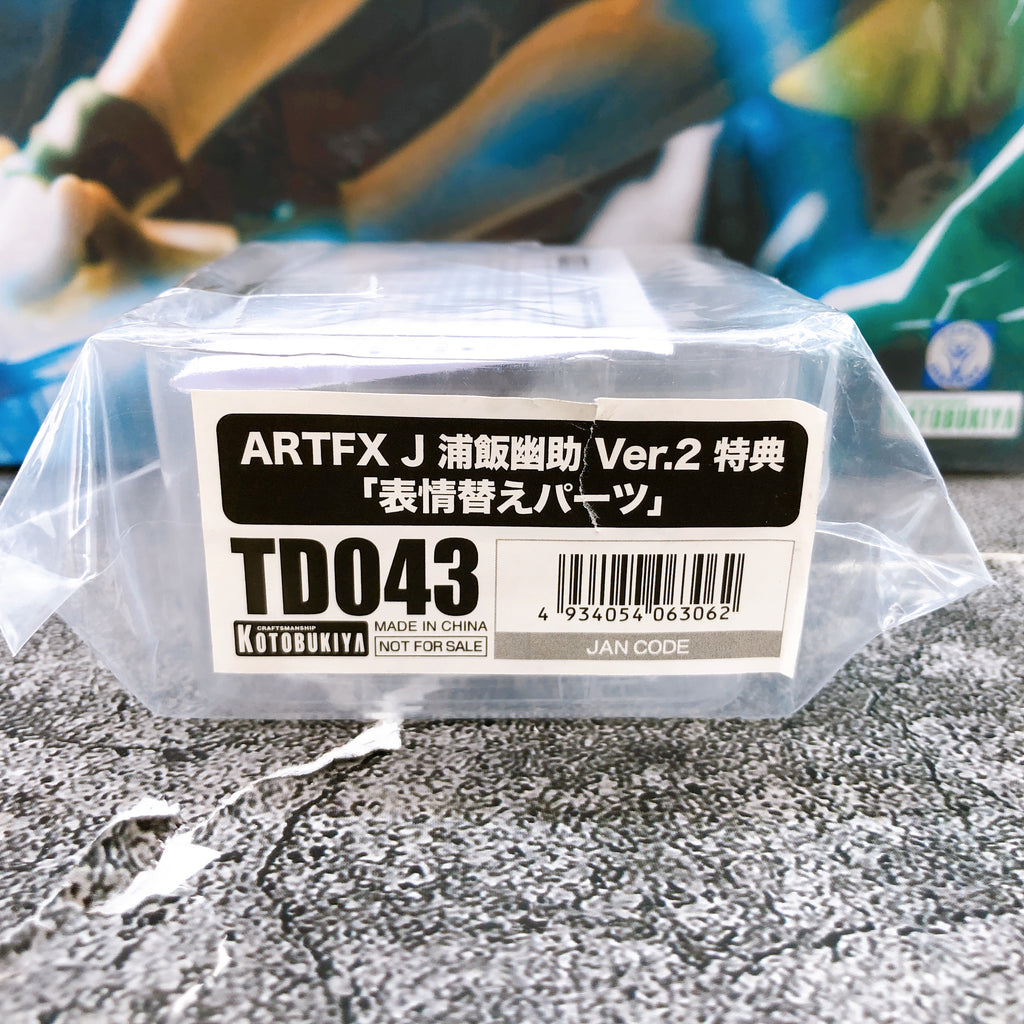 ARTFX J 浦飯幽助 Ver.2 特典
「表情替えパーツ」
TD043
CRAFTSMANSHIP
KOTOBUKIYA
MADE IN CHINA
NOT FOR SALE
4 934054 063062
JAN CODE
KOTOBUKIYA